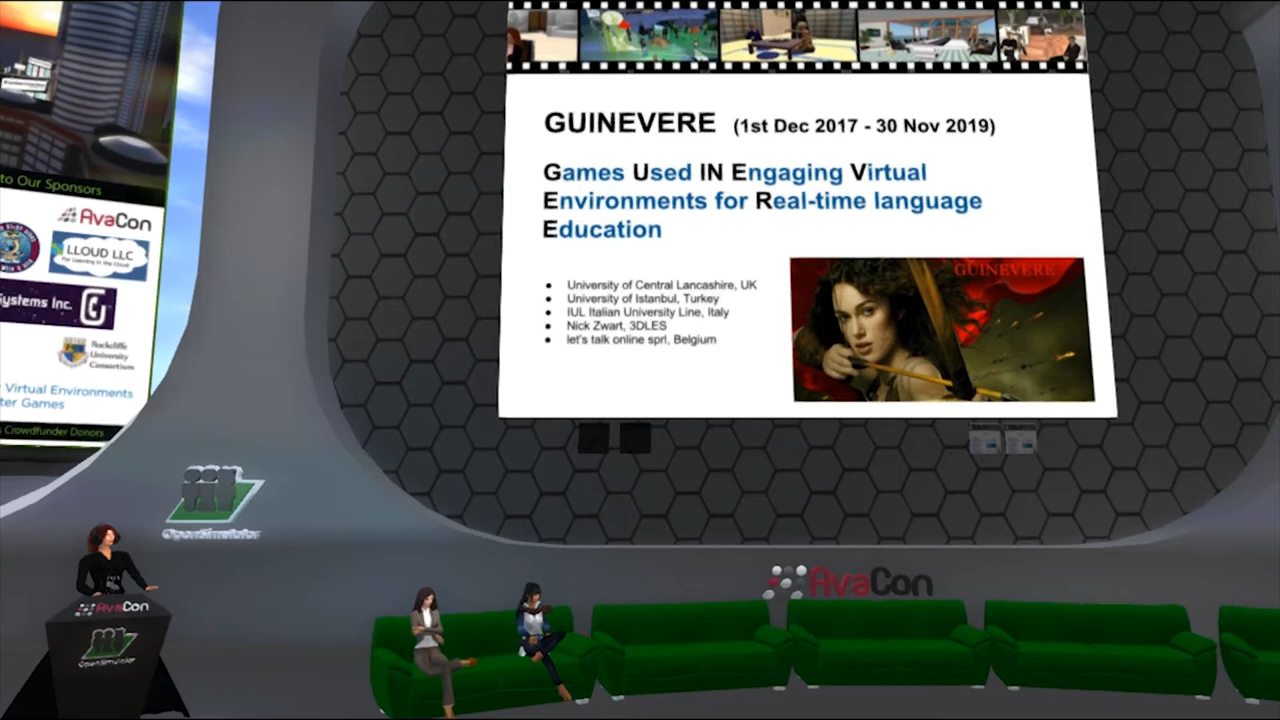 GUINEVERE (1st Dec 2017 - 30 Nov 2019)
Games Used IN Engaging Virtual
Environments for Real-time language
Education
• University of Central Lancashire, UK
• University of Istanbul, Turkey
• IUL Italian University Line, Italy
• Nick Zwart, 3DLES
• let's talk online sprl, Belgium
GUINEVERE
to Our Sponsors
AvaCon
LLOUD LLC
For Learning in the Cloud
Systems Inc.
Rockcliffe
University
Consortium
Virtual Environments
ter Games
Crowdfunder Donors
OpenSimulator
AvaCon
AvaCon
OpenSimulator